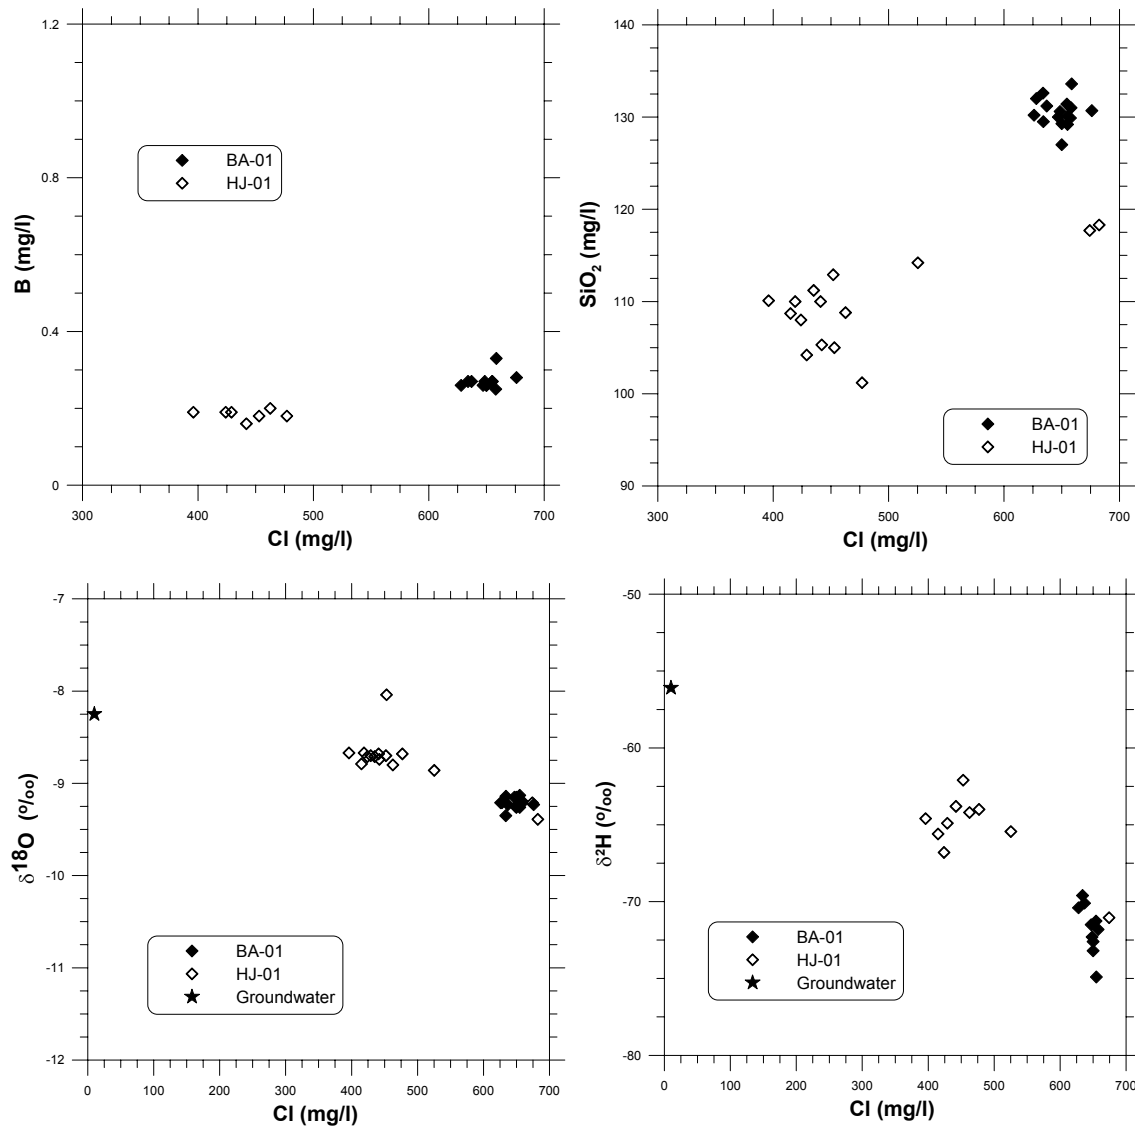 1.2
0.8
0.4
0
B (mg/l)
BA-01
HJ-01
300 400 500 600 700
Cl (mg/l)
140
130
120
110
100
90
SiO2 (mg/l)
BA-01
HJ-01
300 400 500 600 700
Cl (mg/l)
-7
-8
-9
-10
-11
-12
δ18O (º/oo)
BA-01
HJ-01
Groundwater
0 100 200 300 400 500 600 700
Cl (mg/l)
-50
-60
-70
-80
δ²H (º/oo)
BA-01
HJ-01
Groundwater
0 100 200 300 400 500 600 700
Cl (mg/l)